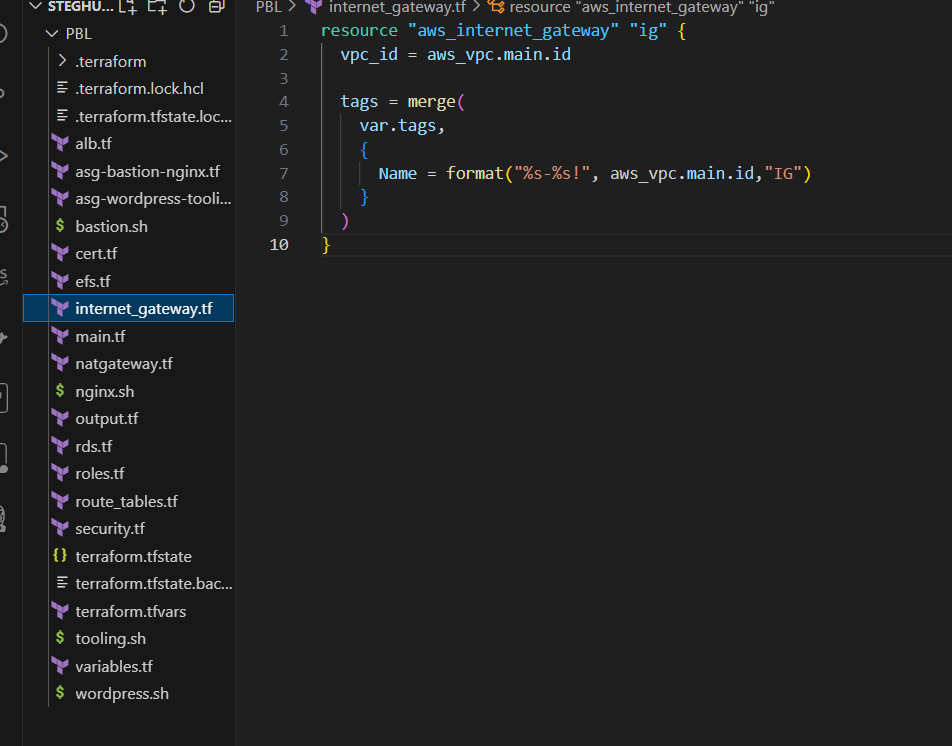 STEGHU...
PBL
.terraform
.terraform.lock.hcl
.terraform.tfstate.loc...
alb.tf
asg-bastion-nginx.tf
asg-wordpress-tooli...
bastion.sh
cert.tf
efs.tf
internet_gateway.tf
main.tf
natgateway.tf
nginx.sh
output.tf
rds.tf
roles.tf
route_tables.tf
security.tf
{} terraform.tfstate
terraform.tfstate.bac...
terraform.tfvars
$ tooling.sh
variables.tf
$ wordpress.sh
PBL > internet_gateway.tf > resource "aws_internet_gateway" "ig"
1 resource "aws_internet_gateway" "ig" {
2   vpc_id = aws_vpc.main.id
3
4   tags = merge(
5     var.tags,
6     {
7       Name = format("%s-%s!", aws_vpc.main.id,"IG")
8     }
9   )
10 }